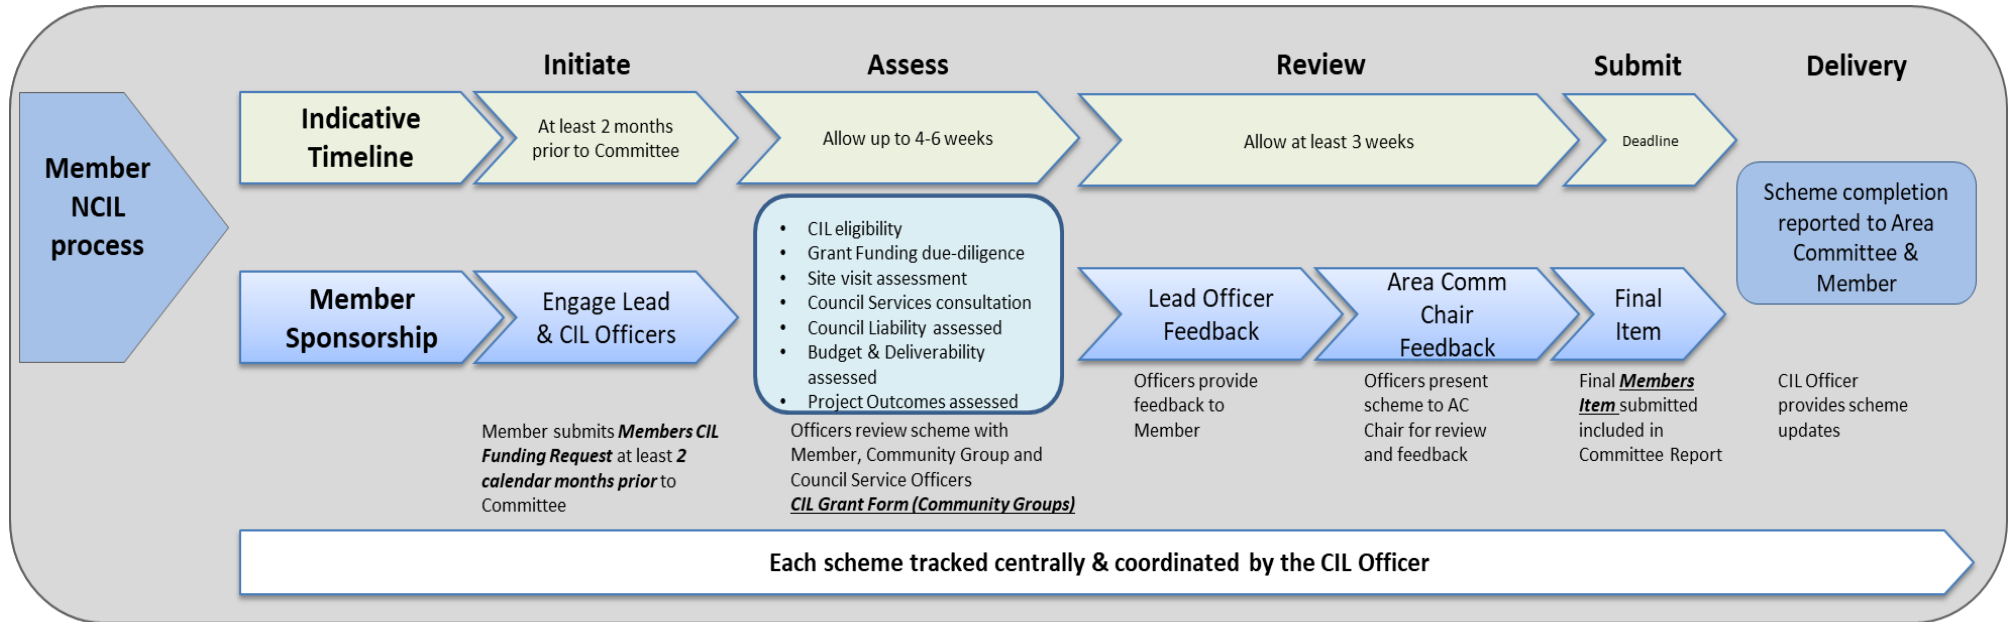 Initiate
Assess
Review
Submit
Delivery
Member
NCIL
process
Indicative
Timeline
At least 2 months
prior to Committee
Allow up to 4-6 weeks
Allow at least 3 weeks
Deadline
Member
Sponsorship
Engage Lead
& CIL Officers
• CIL eligibility
• Grant Funding due-diligence
• Site visit assessment
• Council Services consultation
• Council Liability assessed
• Budget & Deliverability
assessed
• Project Outcomes assessed
Lead Officer
Feedback
Area Comm
Chair
Feedback
Final
Item
Scheme completion
reported to Area
Committee &
Member
Member submits Members CIL
Funding Request at least 2
calendar months prior to
Committee
Officers review scheme with
Member, Community Group and
Council Service Officers
CIL Grant Form (Community Groups)
Officers provide
feedback to
Member
Officers present
scheme to AC
Chair for review
and feedback
Final Members
Item submitted
included in
Committee Report
CIL Officer
provides scheme
updates
Each scheme tracked centrally & coordinated by the CIL Officer